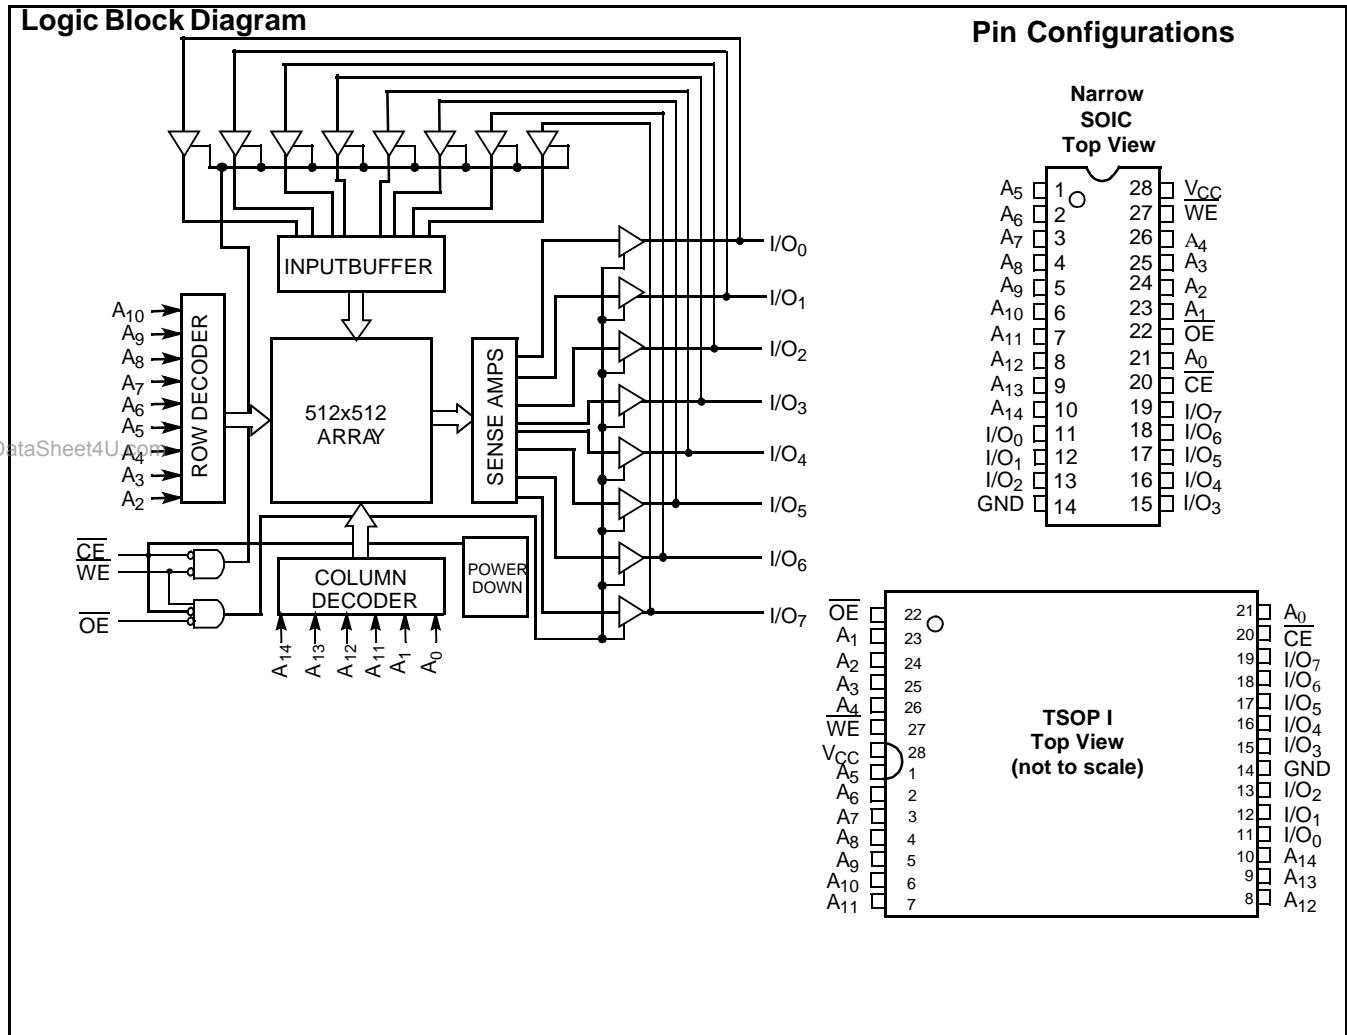 Logic Block Diagram
Pin Configurations
INPUTBUFFER
A10
A9
A8
A7
A6
A5
A4
A3
A2
ROW DECODER
512x512
ARRAY
SENSE AMPS
I/O0
I/O1
I/O2
I/O3
I/O4
I/O5
I/O6
I/O7
DataSheet4U.com
CE
WE
OE
COLUMN
DECODER
POWER
DOWN
A14
A13
A12
A11
A1
A0
Narrow
SOIC
Top View
A5 1 28 VCC
A6 2 27 WE
A7 3 26 A4
A8 4 25 A3
A9 5 24 A2
A10 6 23 A1
A11 7 22 OE
A12 8 21 A0
A13 9 20 CE
A14 10 19 I/O7
I/O0 11 18 I/O6
I/O1 12 17 I/O5
I/O2 13 16 I/O4
GND 14 15 I/O3
OE 22 21 A0
A1 23 20 CE
A2 24 19 I/O7
A3 25 18 I/O6
A4 26 17 I/O5
WE 27 16 I/O4
VCC 28 15 I/O3
A5 1 14 GND
A6 2 13 I/O2
A7 3 12 I/O1
A8 4 11 I/O0
A9 5 10 A14
A10 6 9 A13
A11 7 8 A12
TSOP I
Top View
(not to scale)